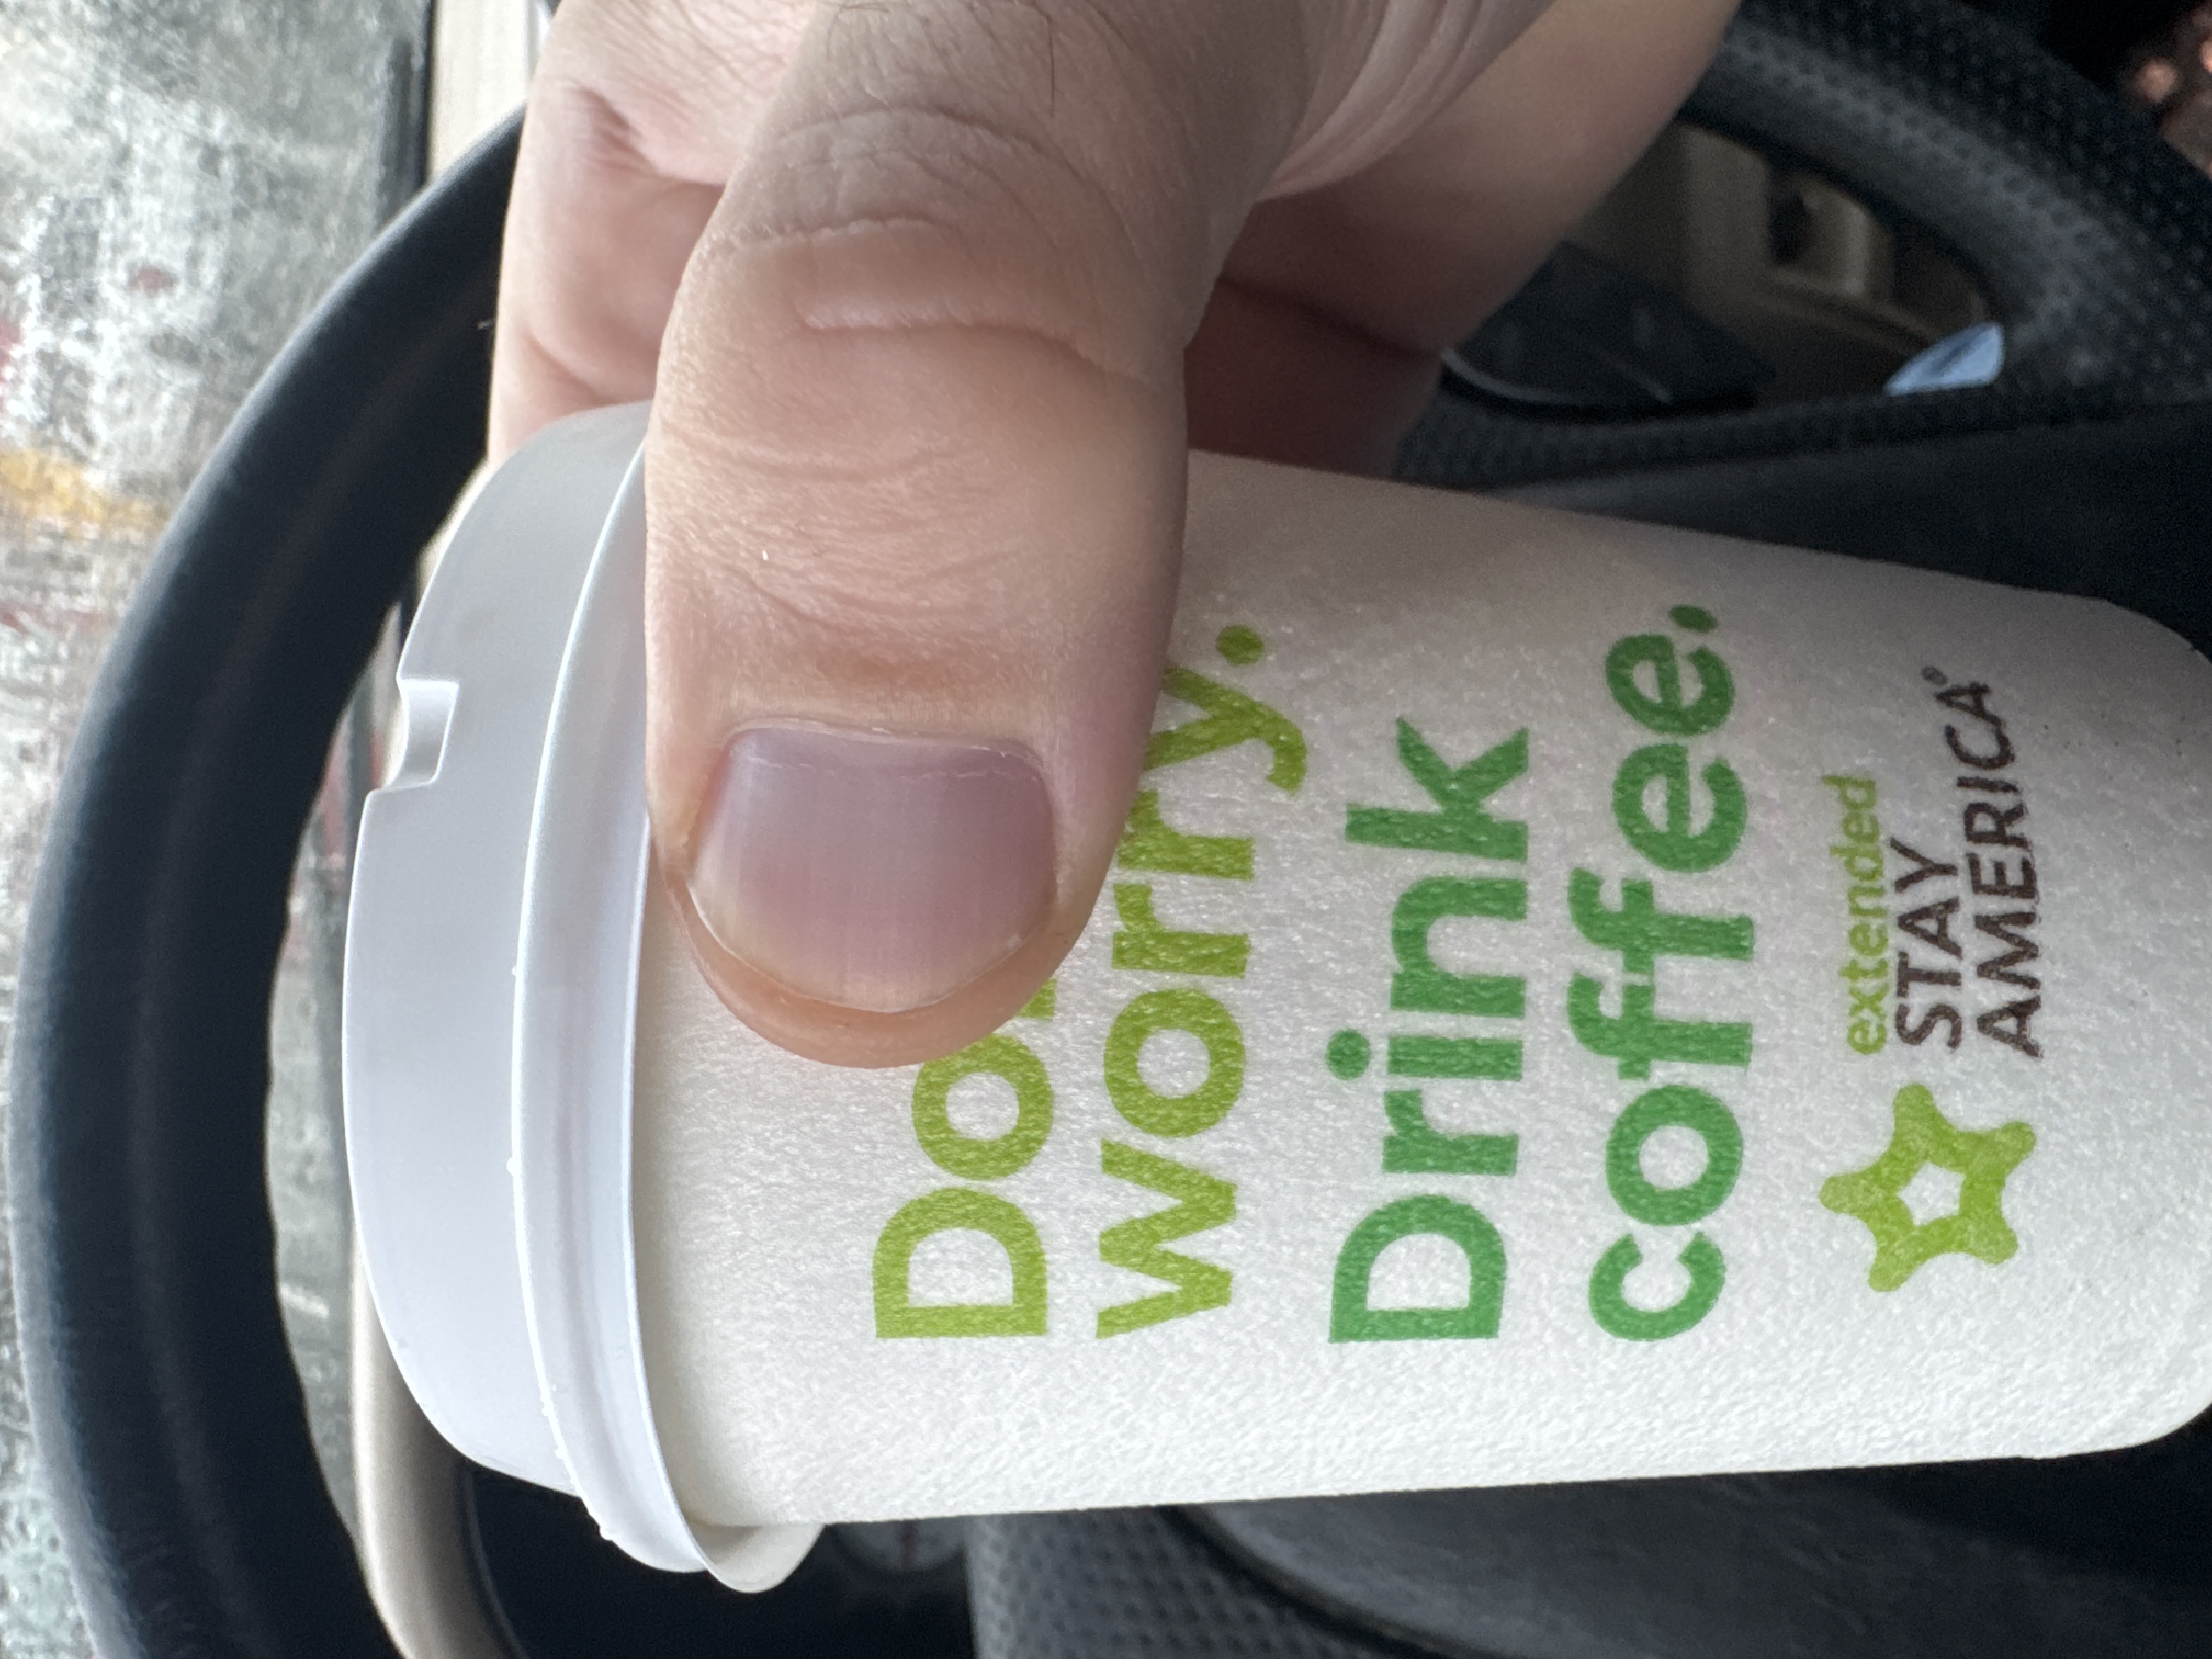 worry.
Drink
coffee.
extended
STAY
AMERICA®